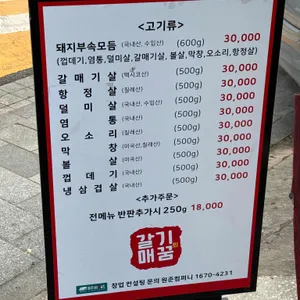 <고기류>
돼지부속모듬 (국내산, 수입산) (600g) 30,000
(껍데기,염통,덜미살,갈매기살, 볼살,막창,오소리,항정살)
갈매기살 (멕시코산) (500g) 30,000
항정살 (칠레산) (500g) 30,000
덜미살 (국내산, 수입산) (500g) 30,000
염통 (국내산) (500g) 30,000
오소리 (칠레산) (500g) 30,000
막창 (미국산,칠레산) (500g) 30,000
볼살 (미국산) (500g) 30,000
껍데기 (국내산) (500g) 30,000
냉삼겹살 (국내산) (500g) 30,000
<추가주문>
전메뉴 반판추가시 250g 18,000
갈기
매꿈
창업 컨설팅 문의 원준컴퍼니 1670-4231